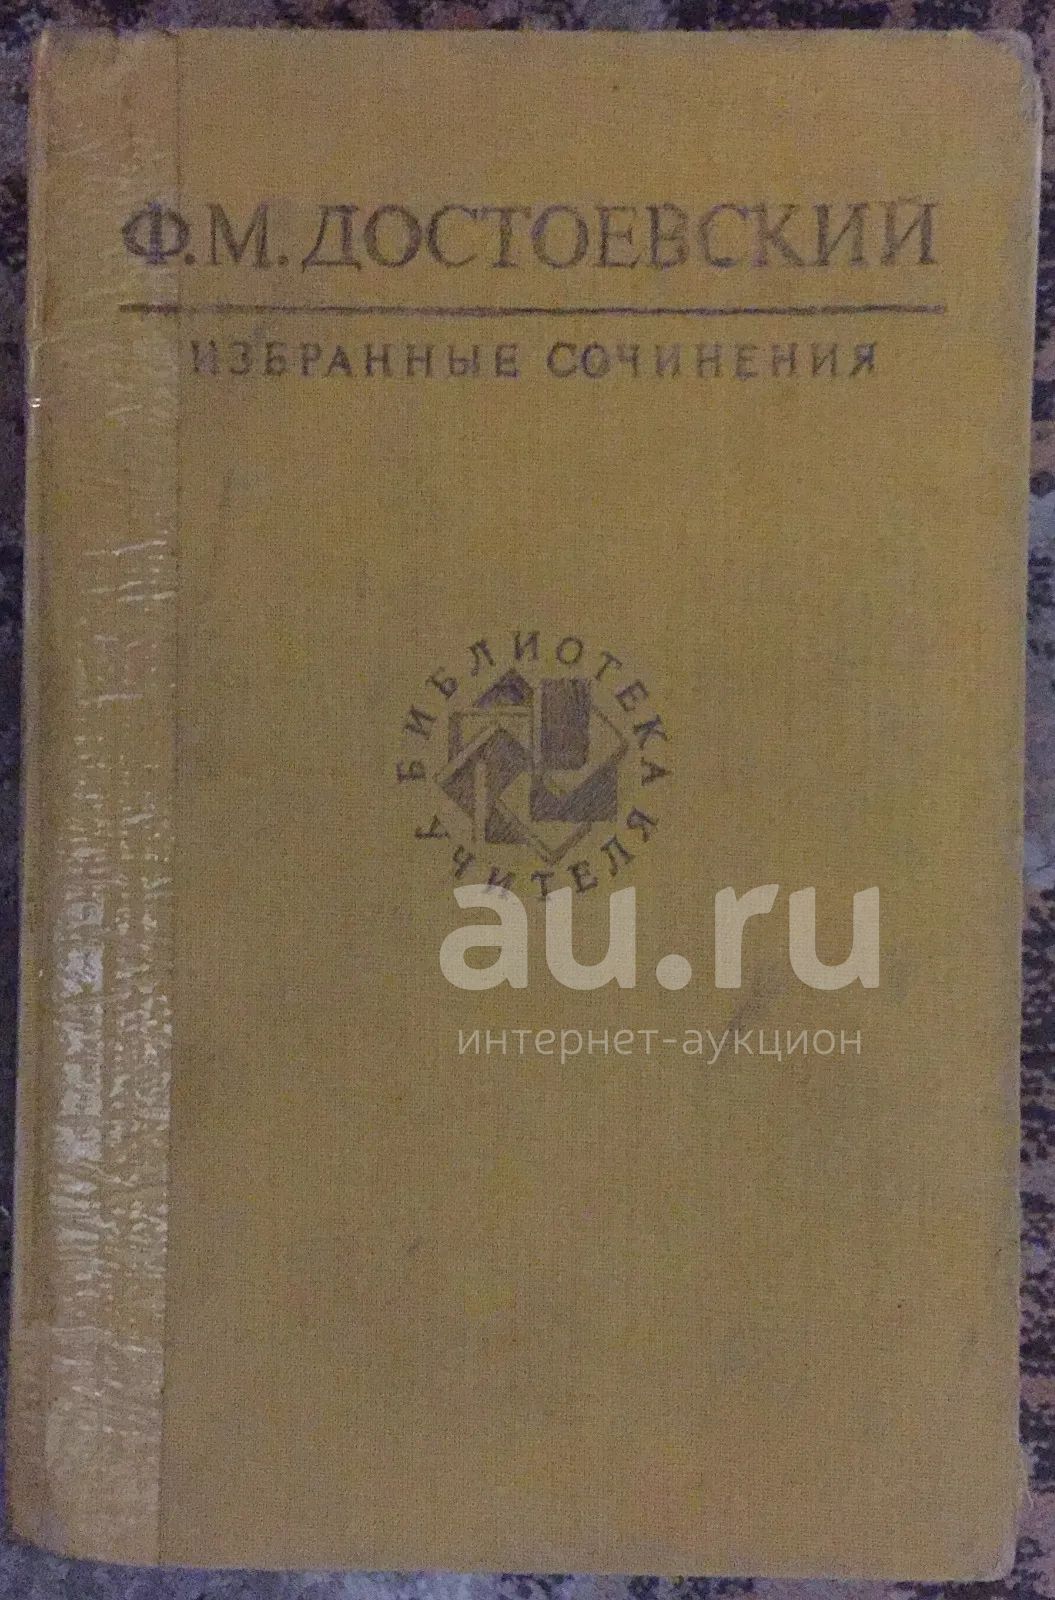 Ф.М. ДОСТОЕВСКИЙ
ИЗБРАННЫЕ СОЧИНЕНИЯ
БИБЛИОТЕКА УЧИТЕЛЯ
au.ru
интернет-аукцион